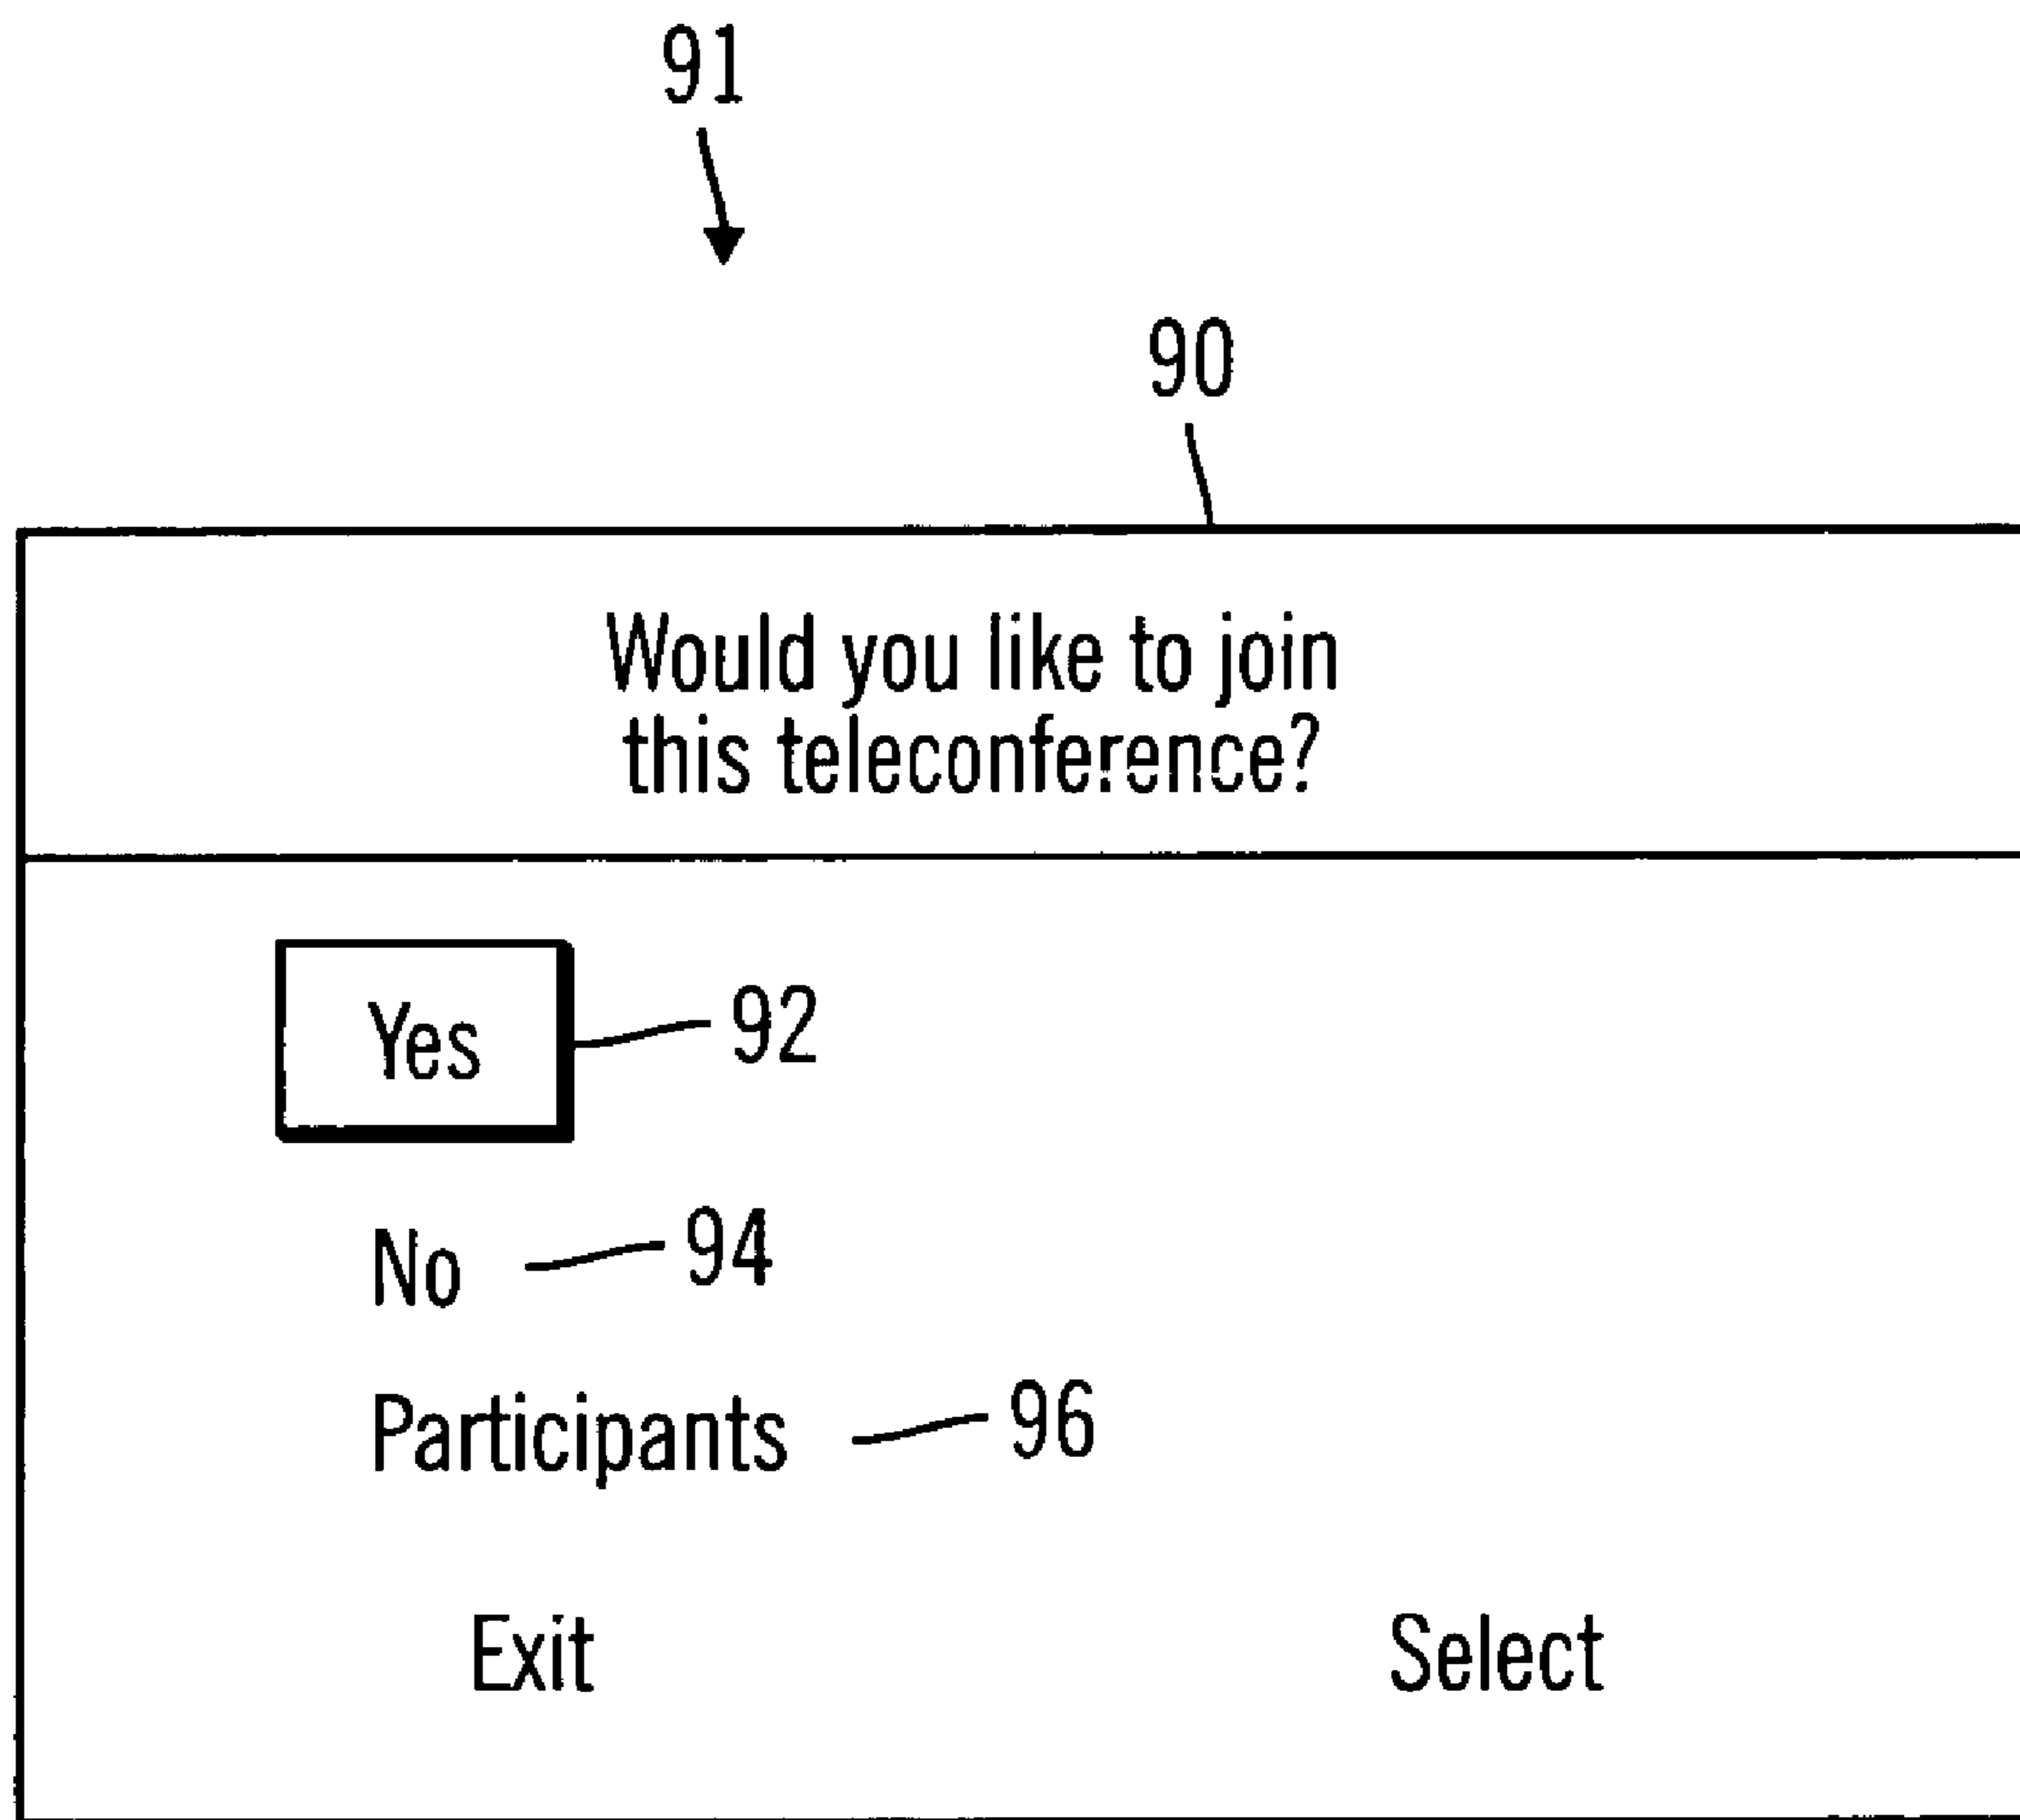 91
90
Would you like to join
this teleconference?
Yes 92
No 94
Participants 96
Exit Select